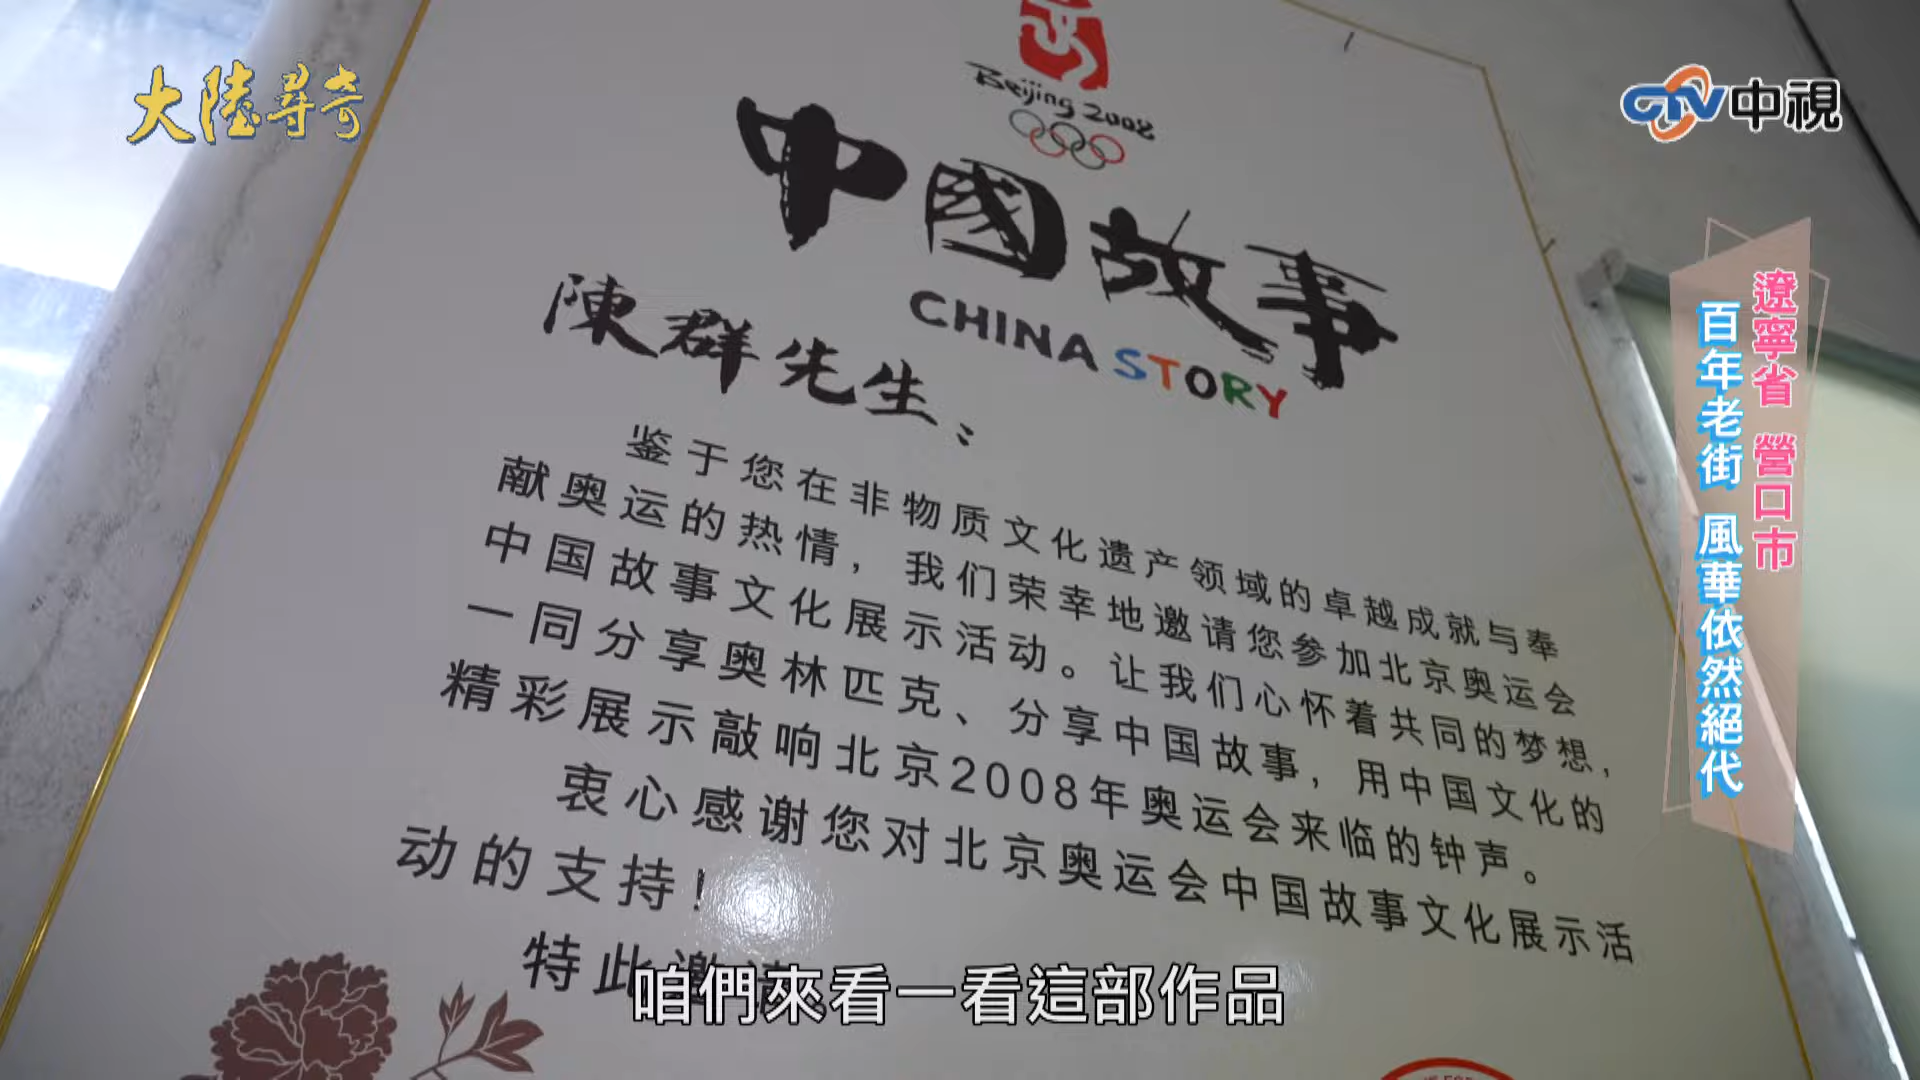 大陸尋奇
CTV中視
Beijing 2008
中國故事
CHINA STORY
陳群先生：
鉴于您在非物质文化遗产领域的卓越成就与奉
献奥运的热情，我们荣幸地邀请您参加北京奥运会
中国故事文化展示活动。让我们心怀着共同的梦想，
一同分享奥林匹克、分享中国故事，用中国文化的
精彩展示敲响北京2008年奥运会来临的钟声。
衷心感谢您对北京奥运会中国故事文化展示活
动的支持！
特此邀请
遼寧省 營口市
百年老街 風華依然絕代
咱們來看一看這部作品